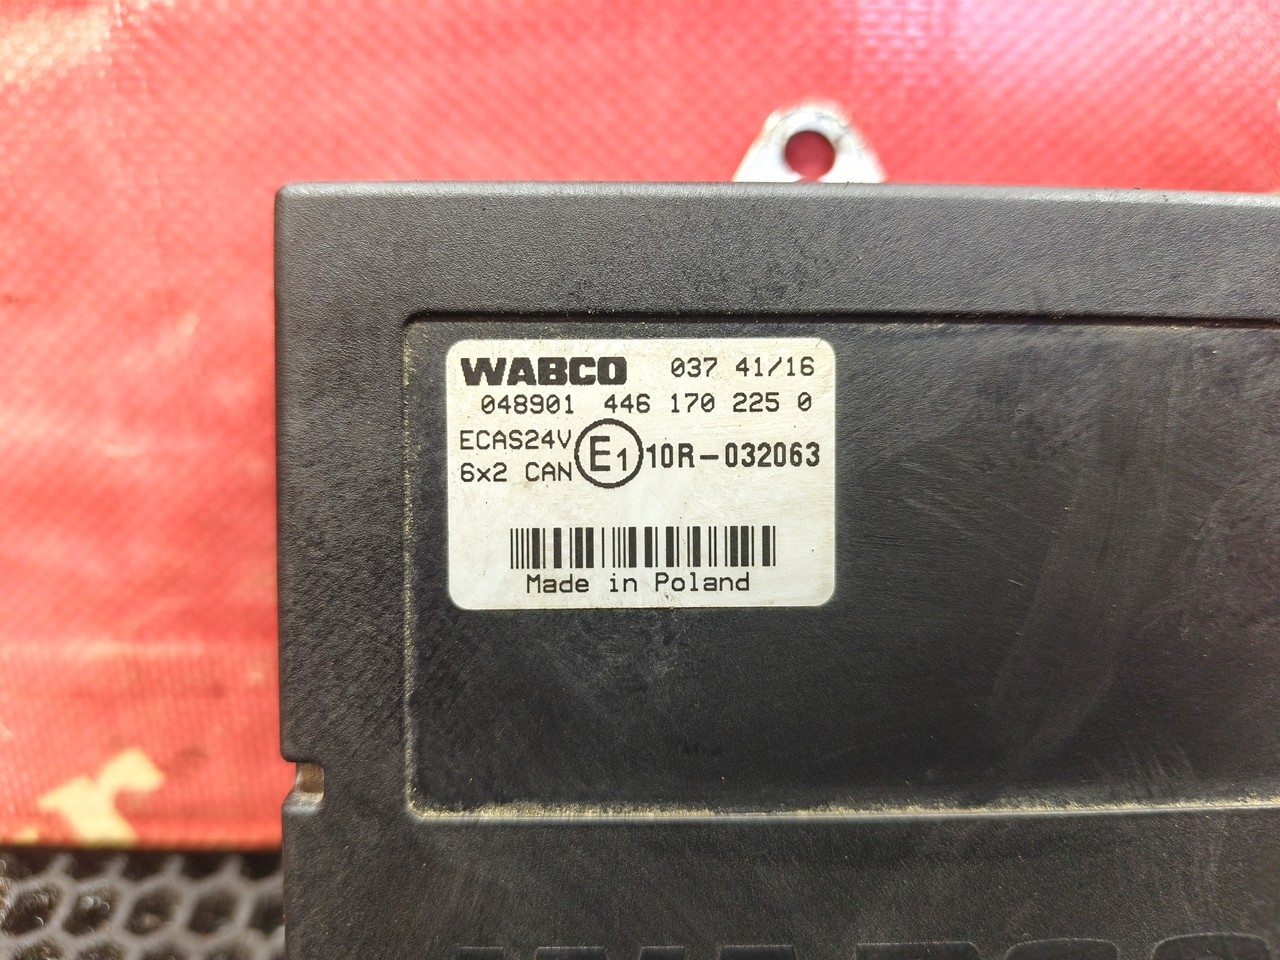 WABCO 037 41/16
048901 446 170 225 0
ECAS24V
6x2 CAN
E1 10R-032063
Made in Poland